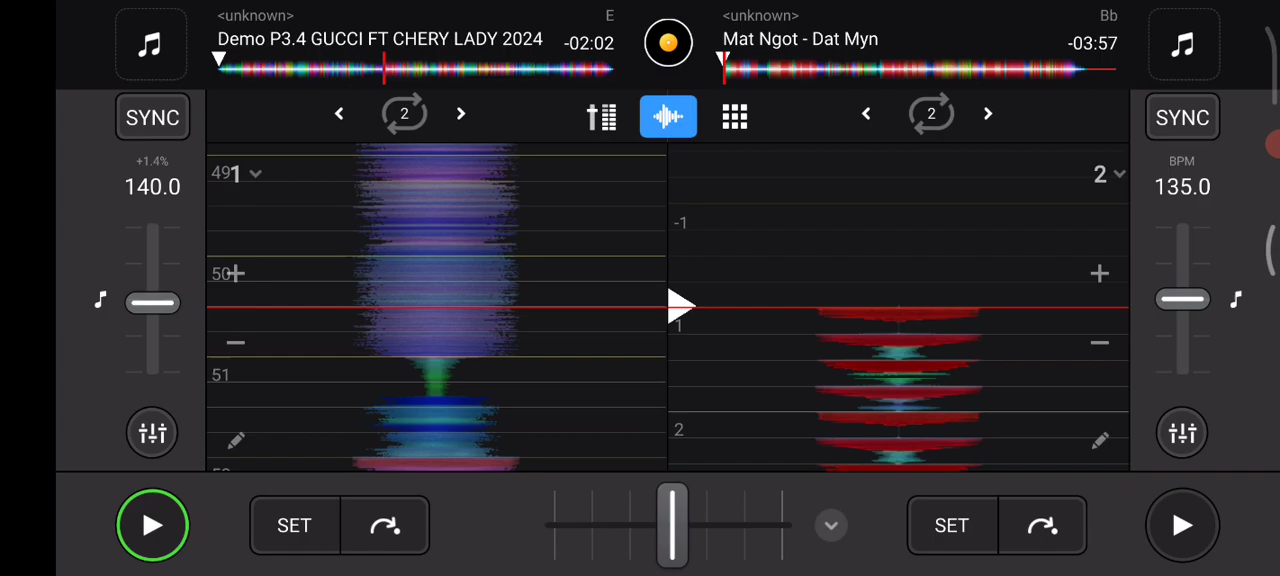 <unknown>
E
Demo P3.4 GUCCI FT CHERY LADY 2024
-02:02
<unknown>
Bb
Mat Ngot - Dat Myn
-03:57
SYNC
2
2
SYNC
+1.4%
140.0
BPM
135.0
49
1
2
-1
50
1
51
2
SET
SET